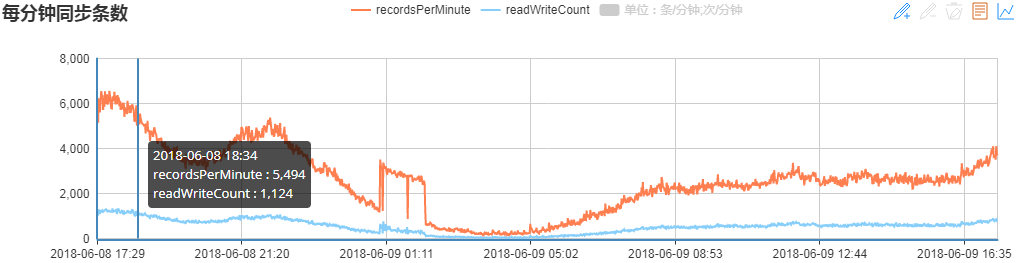 每分钟同步条数
recordsPerMinute readWriteCount 单位：条/分钟;次/分钟
8,000
6,000
4,000
2,000
0
2018-06-08 18:34
recordsPerMinute : 5,494
readWriteCount : 1,124
2018-06-08 17:29 2018-06-08 21:20 2018-06-09 01:11 2018-06-09 05:02 2018-06-09 08:53 2018-06-09 12:44 2018-06-09 16:35